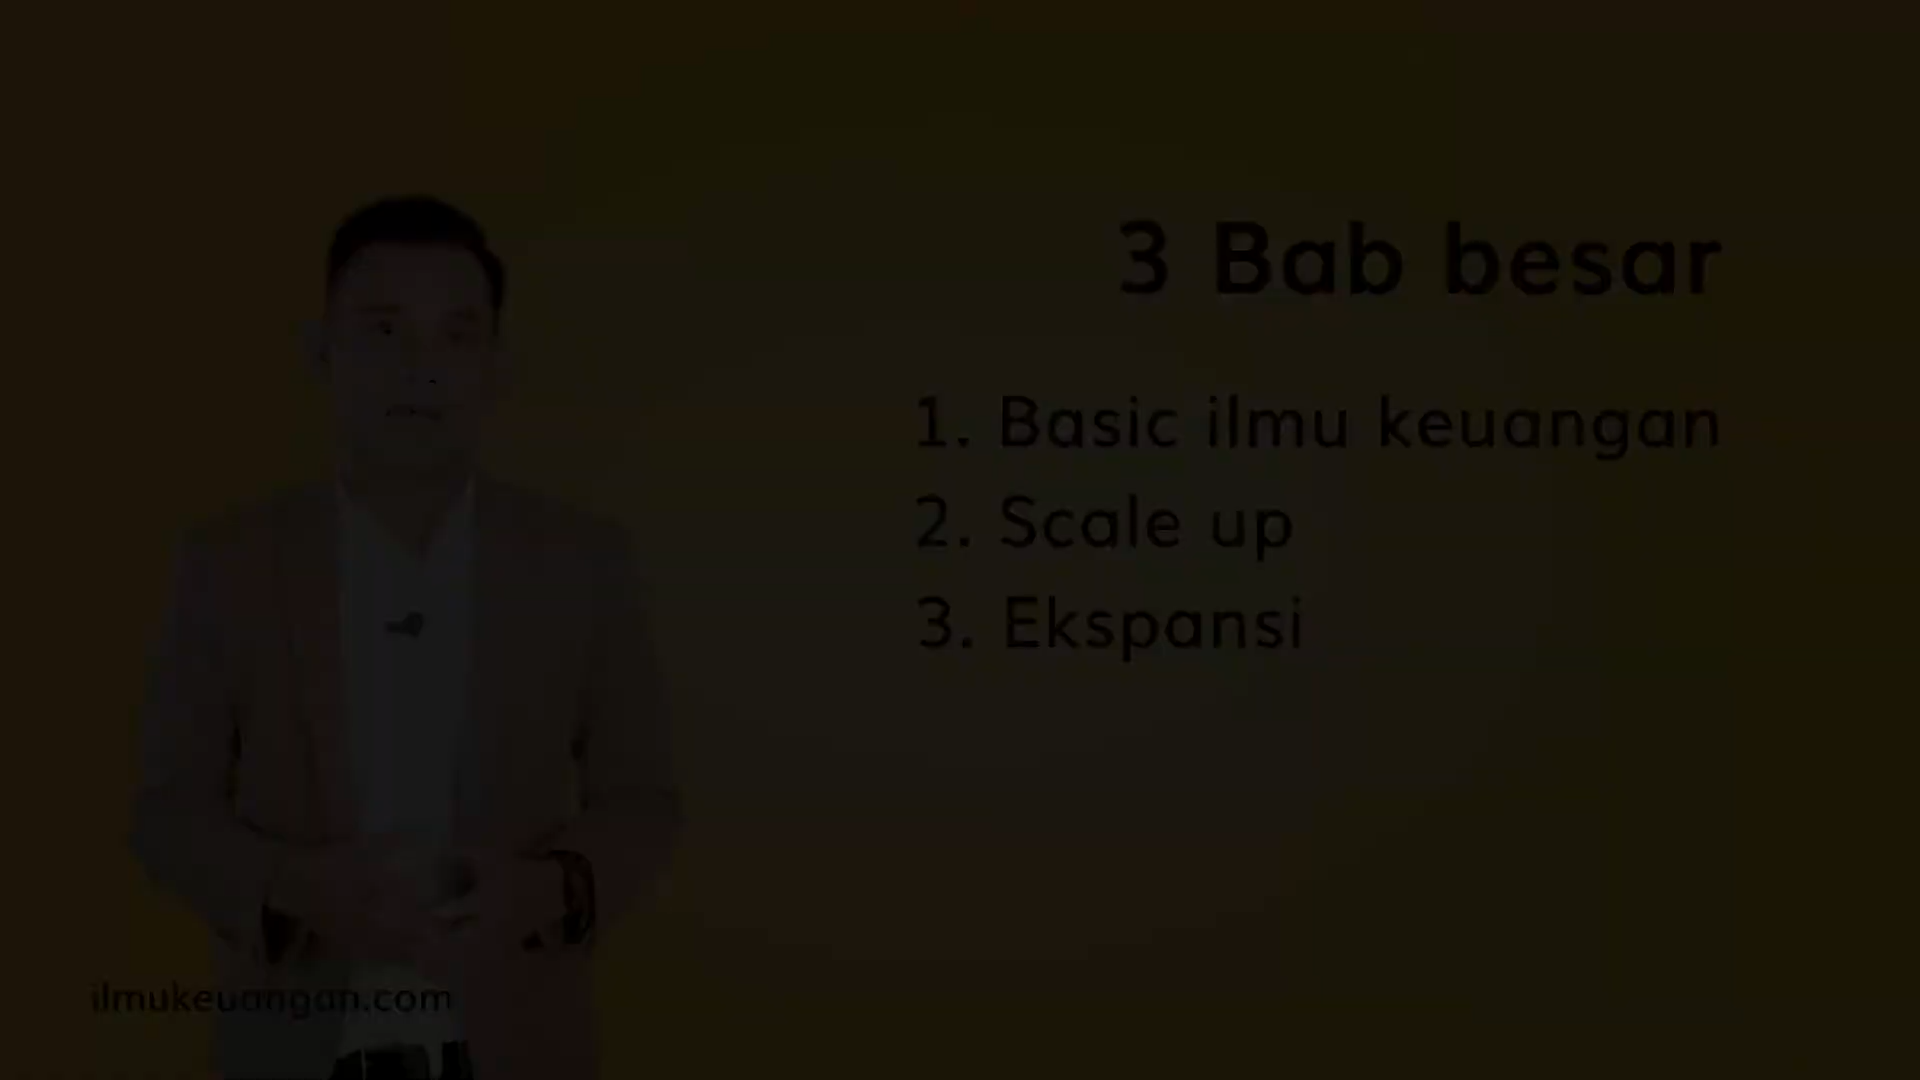 3 Bab besar
1. Basic ilmu keuangan
2. Scale up
3. Ekspansi
ilmukeuangan.com